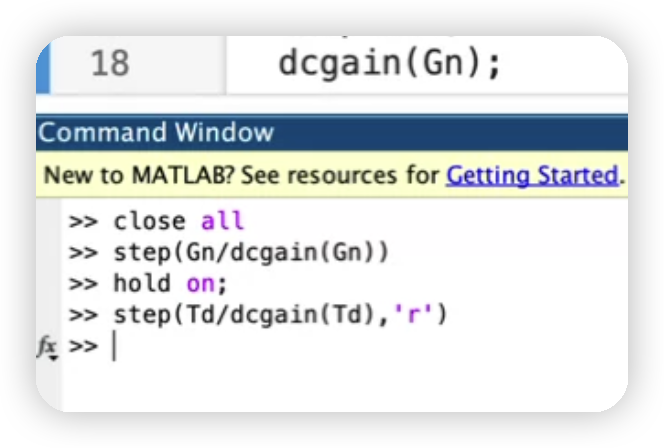 18 dcgain(Gn);
Command Window
New to MATLAB? See resources for Getting Started.
>> close all
>> step(Gn/dcgain(Gn))
>> hold on;
>> step(Td/dcgain(Td),'r')
fx >>